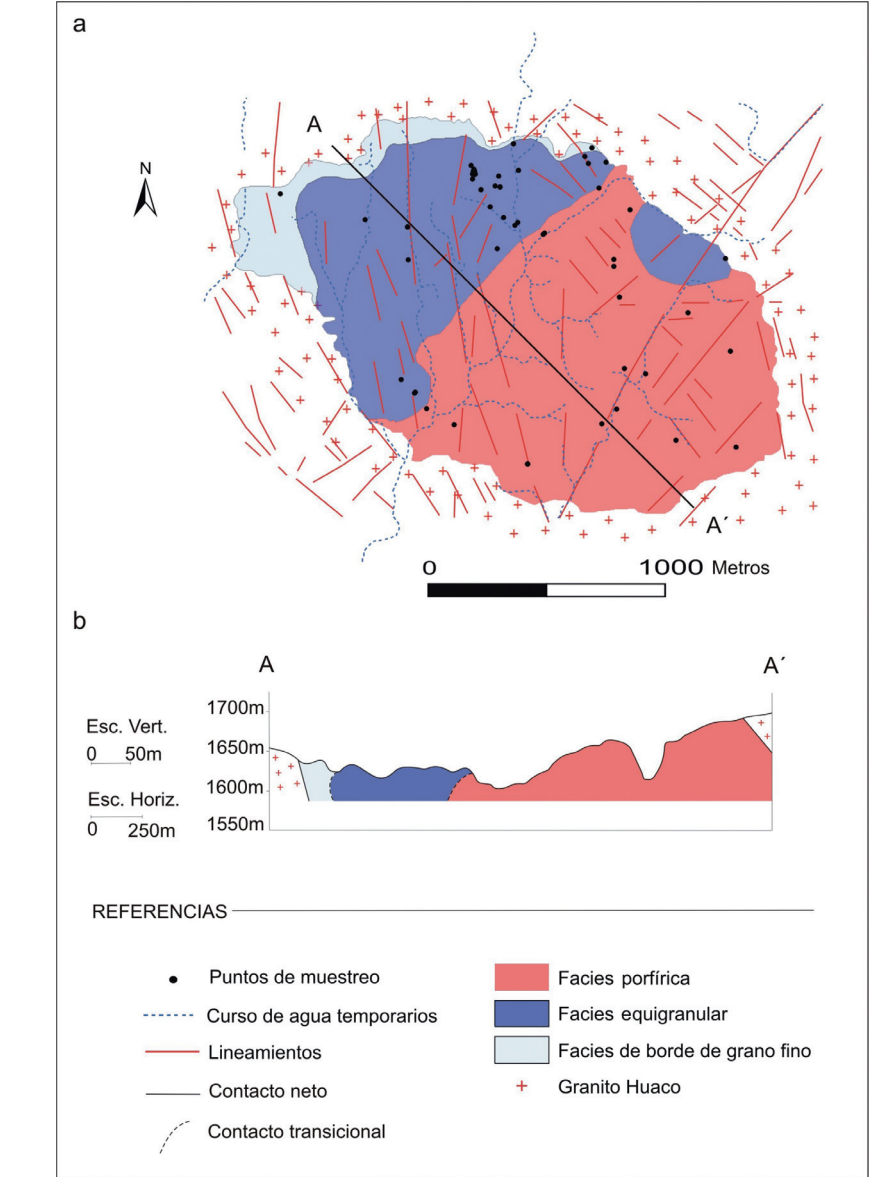 a
A
N
A´
0 1000 Metros
b
A A´
1700m
Esc. Vert.
1650m
0 50m
1600m
Esc. Horiz.
0 250m
1550m
REFERENCIAS
Puntos de muestreo
Facies porfírica
Curso de agua temporarios
Facies equigranular
Lineamientos
Facies de borde de grano fino
Contacto neto
Granito Huaco
Contacto transicional